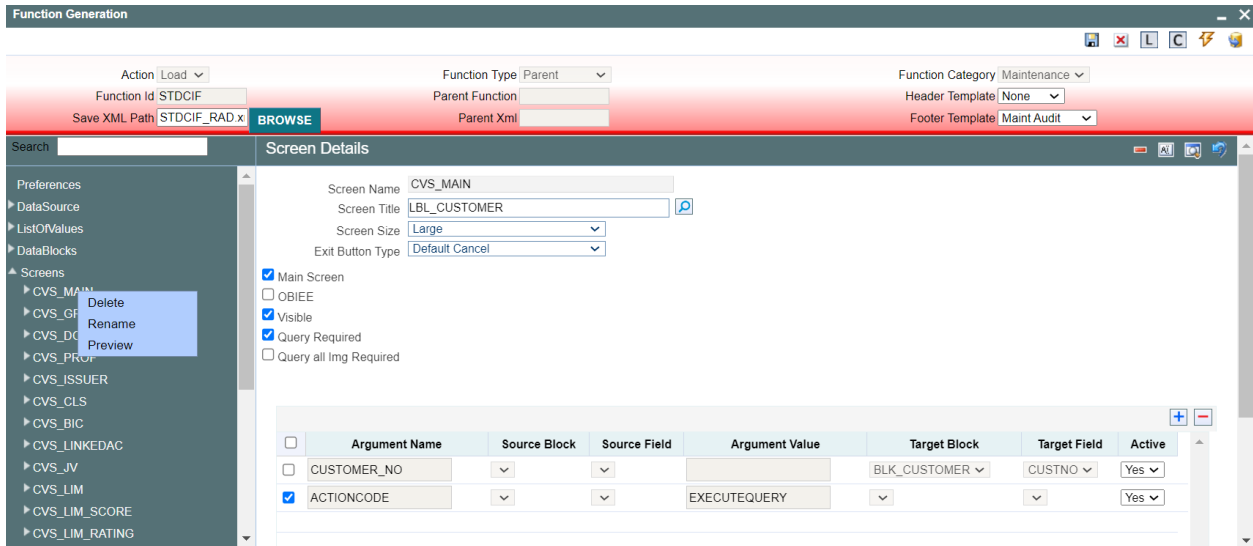 Function Generation
L C
Action Load Function Type Parent Function Category Maintenance
Function Id STDCIF Parent Function Header Template None
Save XML Path STDCIF_RAD.x BROWSE Parent Xml Footer Template Maint Audit
Search Screen Details
Preferences
DataSource
ListOfValues
DataBlocks
Screens
CVS_MAIN
CVS_ISSUER
CVS_CLS
CVS_BIC
CVS_LINKEDAC
CVS_JV
CVS_LIM
CVS_LIM_SCORE
CVS_LIM_RATING
Delete
Rename
Preview
Screen Name CVS_MAIN
Screen Title LBL_CUSTOMER
Screen Size Large
Exit Button Type Default Cancel
Main Screen
OBIEE
Visible
Query Required
Query all Img Required
Argument Name Source Block Source Field Argument Value Target Block Target Field Active
CUSTOMER_NO BLK_CUSTOMER CUSTNO Yes
ACTIONCODE EXECUTEQUERY Yes